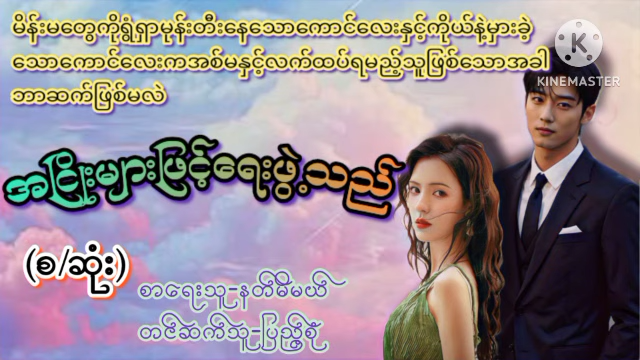 မိန်းမတွေကိုရွံရှာမုန်းတီးနေသောကောင်လေးနှင့်ကိုယ်နဲ့မှားခဲ့
သောကောင်လေးကအစ်မနှင့်လက်ထပ်ရမည့်သူဖြစ်သောအခါ
ဘာဆက်ဖြစ်မလဲ
KINEMASTER
အငြိုးများဖြင့်ရေးဖွဲ့သည်
(စ/ဆုံး)
စာရေးသူ-နတ်မိမယ်
တင်ဆက်သူ-ပြည့်စုံ